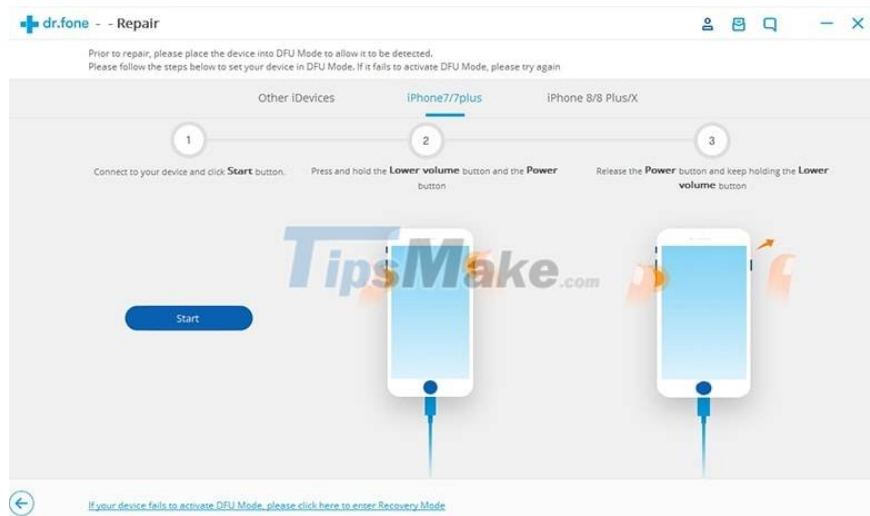 dr.fone - - Repair
Prior to repair, please place the device into DFU Mode to allow it to be detected.
Please follow the steps below to set your device in DFU Mode. If it fails to activate DFU Mode, please try again
Other iDevices
iPhone7/7plus
iPhone 8/8 Plus/X
1
2
3
Connect to your device and click Start button.
Press and hold the Lower volume button and the Power
button
Release the Power button and keep holding the Lower
volume button
TipsMake.com
Start
If your device fails to activate DFU Mode, please click here to enter Recovery Mode